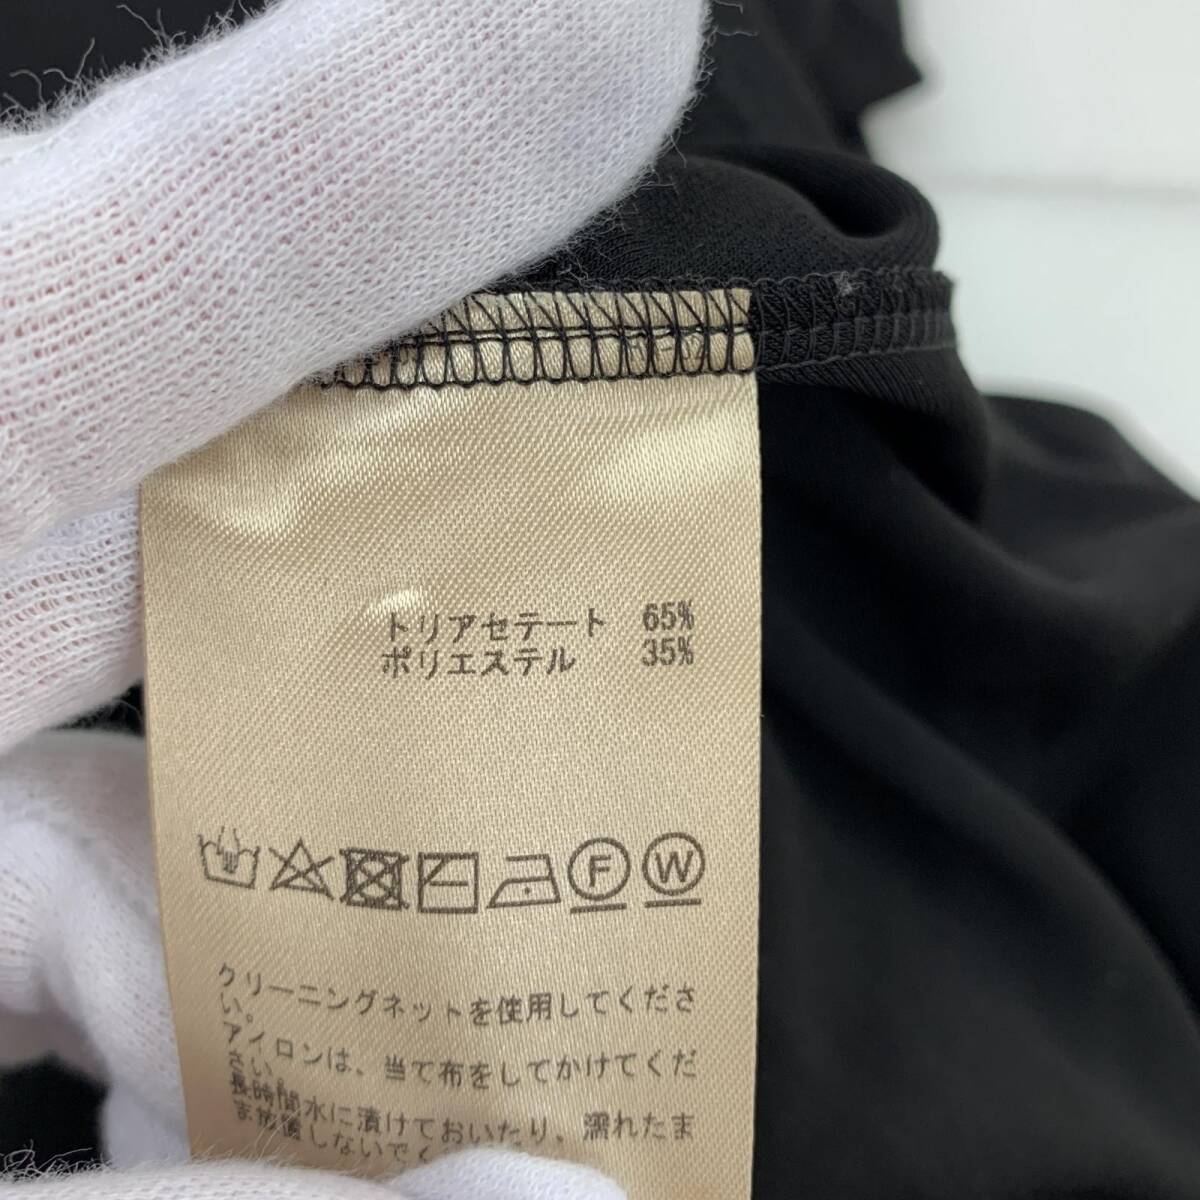 トリアセテート 65%
ポリエステル 35%
F W
クリーニングネットを使用してくださ
い。
アイロンは、当て布をしてかけてくだ
さい。
長時間水に漬けておいたり、濡れたま
ま放置しないでく